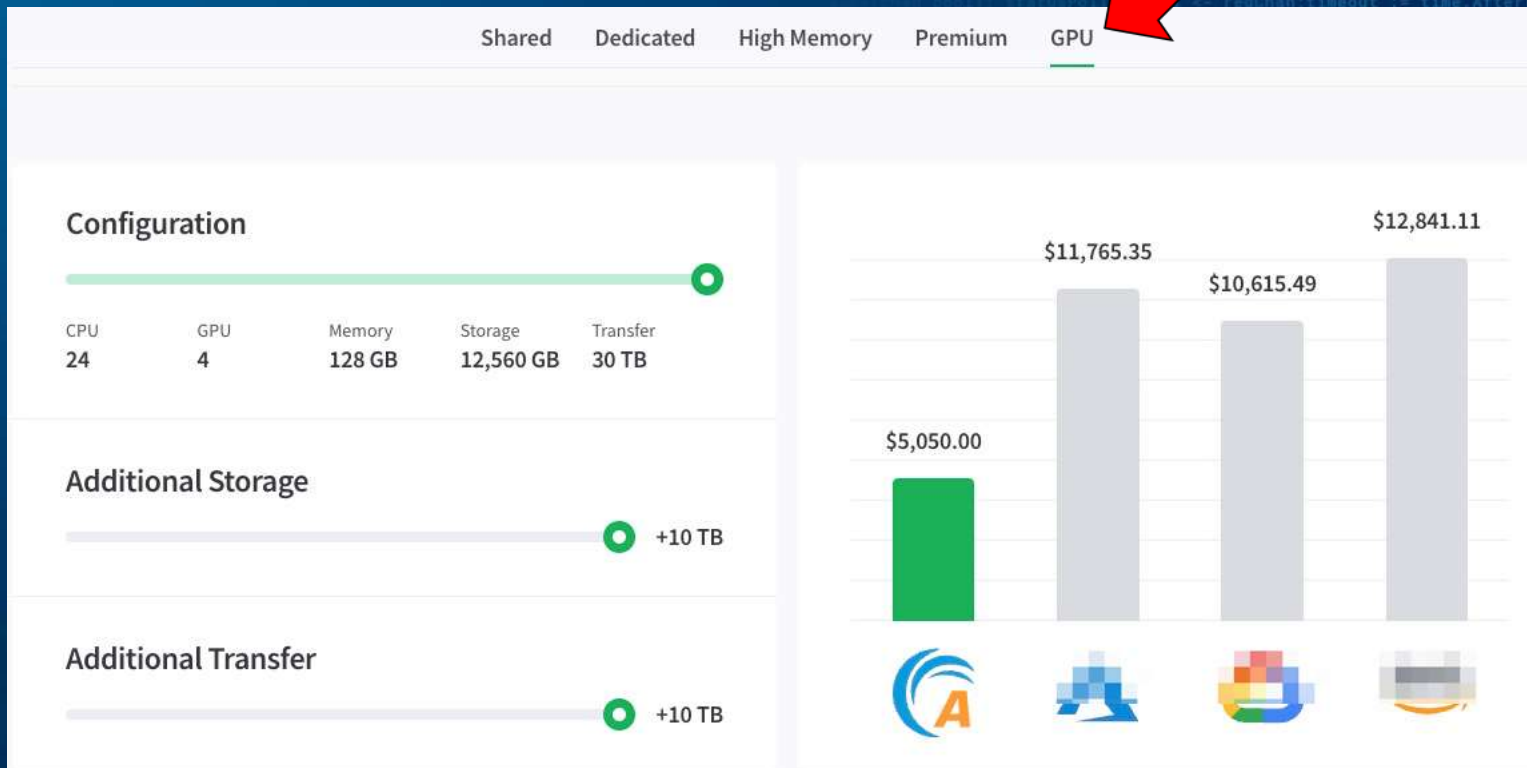 Shared Dedicated High Memory Premium GPU
Configuration
CPU GPU Memory Storage Transfer
24 4 128 GB 12,560 GB 30 TB
Additional Storage
+10 TB
Additional Transfer
+10 TB
$5,050.00
$11,765.35
$10,615.49
$12,841.11
A